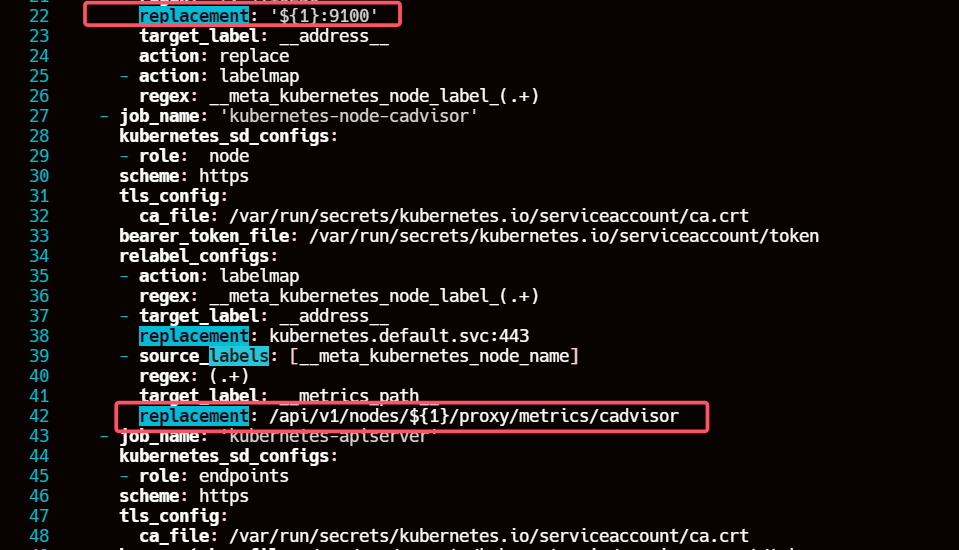 22 replacement: '${1}:9100'
23 target_label: __address__
24 action: replace
25 - action: labelmap
26 regex: __meta_kubernetes_node_label_(.+)
27 - job_name: 'kubernetes-node-cadvisor'
28 kubernetes_sd_configs:
29 - role:  node
30 scheme: https
31 tls_config:
32 ca_file: /var/run/secrets/kubernetes.io/serviceaccount/ca.crt
33 bearer_token_file: /var/run/secrets/kubernetes.io/serviceaccount/token
34 relabel_configs:
35 - action: labelmap
36 regex: __meta_kubernetes_node_label_(.+)
37 - target_label: __address__
38 replacement: kubernetes.default.svc:443
39 - source_labels: [__meta_kubernetes_node_name]
40 regex: (.+)
41 target_label: __metrics_path__
42 replacement: /api/v1/nodes/${1}/proxy/metrics/cadvisor
43 - job_name: 'kubernetes-apiserver'
44 kubernetes_sd_configs:
45 - role: endpoints
46 scheme: https
47 tls_config:
48 ca_file: /var/run/secrets/kubernetes.io/serviceaccount/ca.crt